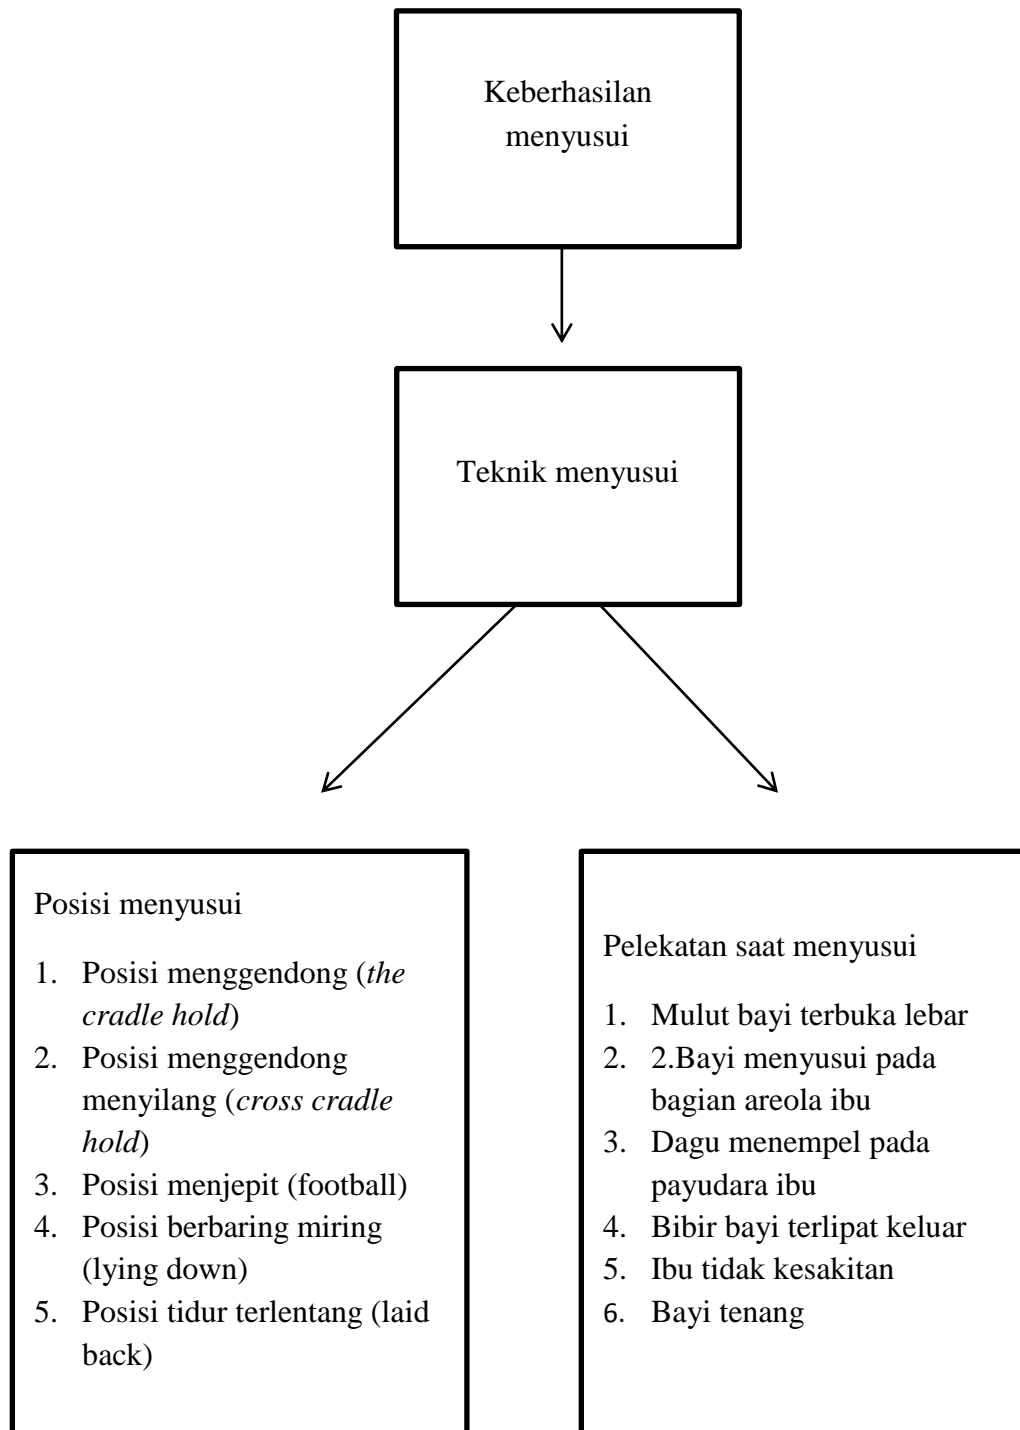 Keberhasilan
menyusui
Teknik menyusui
Posisi menyusui
1. Posisi menggendong (the
cradle hold)
2. Posisi menggendong
menyilang (cross cradle
hold)
3. Posisi menjepit (football)
4. Posisi berbaring miring
(lying down)
5. Posisi tidur terlentang (laid
back)
Pelekatan saat menyusui
1. Mulut bayi terbuka lebar
2. 2.Bayi menyusui pada
bagian areola ibu
3. Dagu menempel pada
payudara ibu
4. Bibir bayi terlipat keluar
5. Ibu tidak kesakitan
6. Bayi tenang